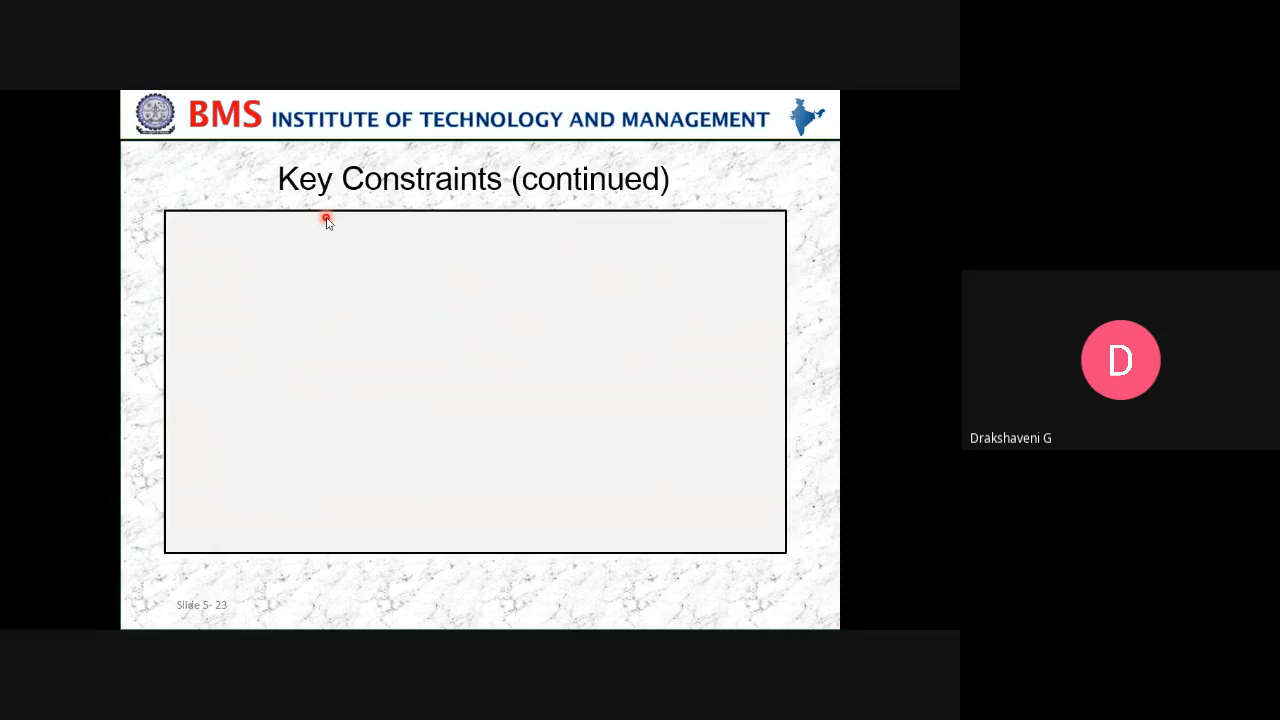 BMS INSTITUTE OF TECHNOLOGY AND MANAGEMENT
Key Constraints (continued)
Slide 5- 23
D
Drakshaveni G